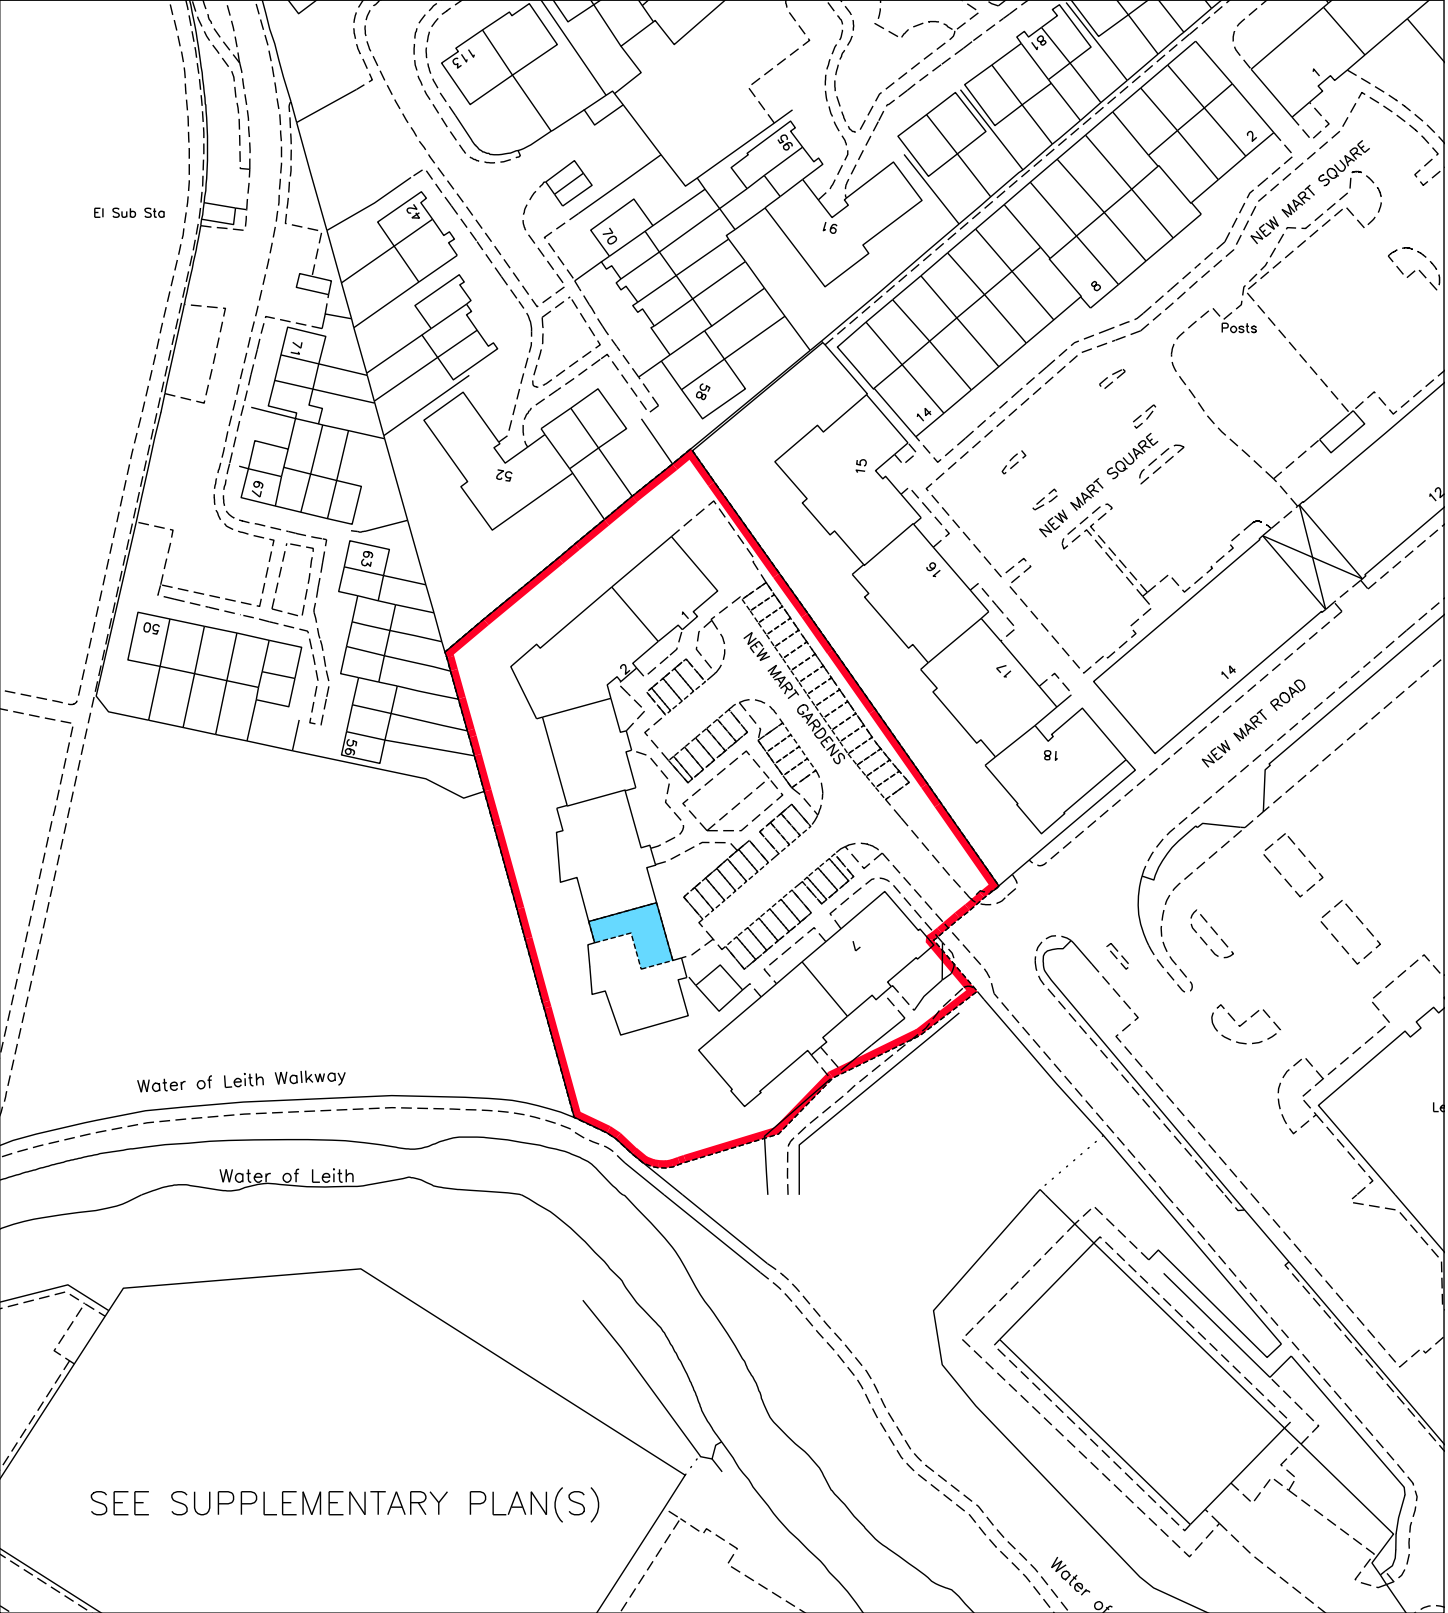 113
81
1
2
95
42
El Sub Sta
70
91
NEW MART SQUARE
8
Posts
71
58
14
15
NEW MART SQUARE
52
67
12
16
63
50
1
2
17
14
NEW MART GARDENS
NEW MART ROAD
56
18
7
Water of Leith Walkway
Le
Water of Leith
SEE SUPPLEMENTARY PLAN(S)
Water of